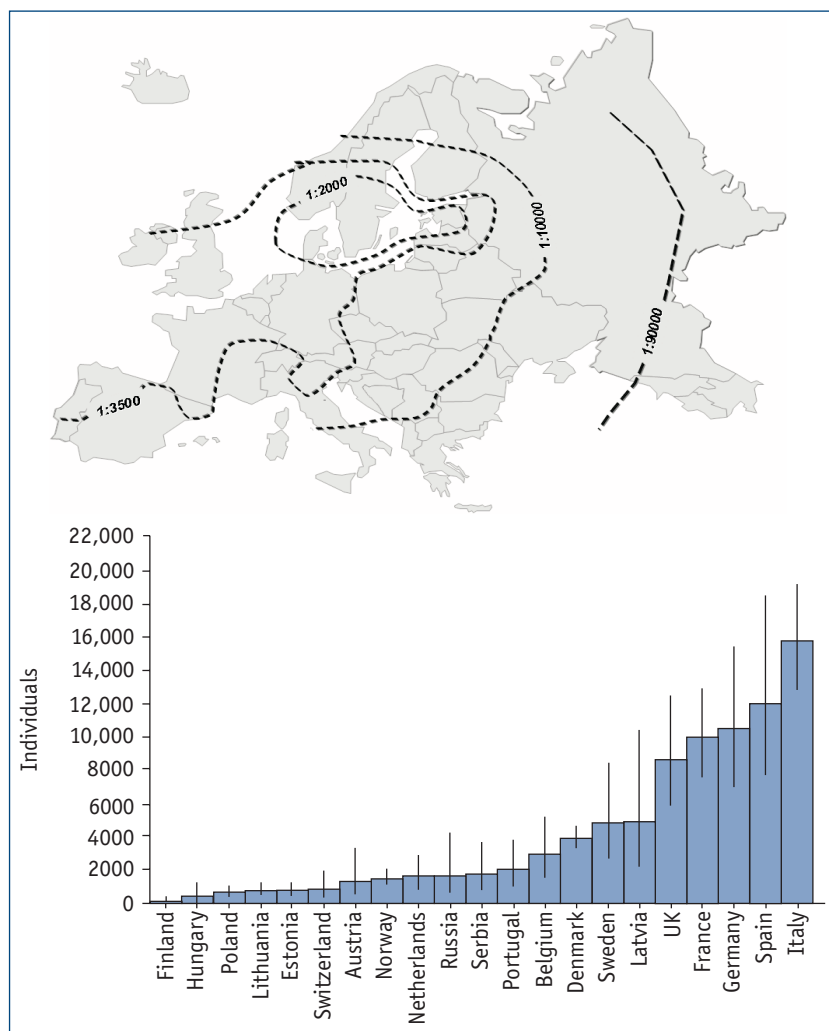 1:2000
1:10000
1:90000
1:3500
22,000
20,000
18,000
16,000
14,000
12,000
10,000
8000
6000
4000
2000
0
Individuals
Finland
Hungary
Poland
Lithuania
Estonia
Switzerland
Austria
Norway
Netherlands
Russia
Serbia
Portugal
Belgium
Denmark
Sweden
Latvia
UK
France
Germany
Spain
Italy